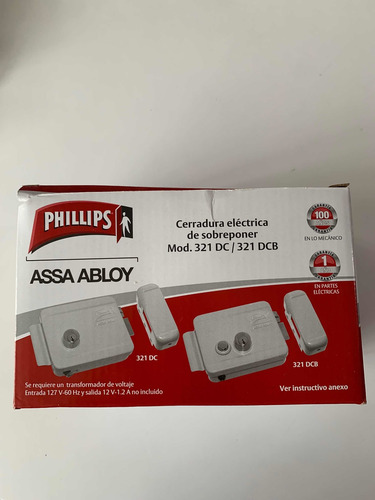 PHILLIPS
ASSA ABLOY
Cerradura eléctrica
de sobreponer
Mod. 321 DC / 321 DCB
GARANTÍA
100
EN LO MECÁNICO
GARANTÍA
1
EN PARTES
ELÉCTRICAS
321 DC
321 DCB
Se requiere un transformador de voltaje
Entrada 127 V-60 Hz y salida 12 V-1.2 A no incluido
Ver instructivo anexo